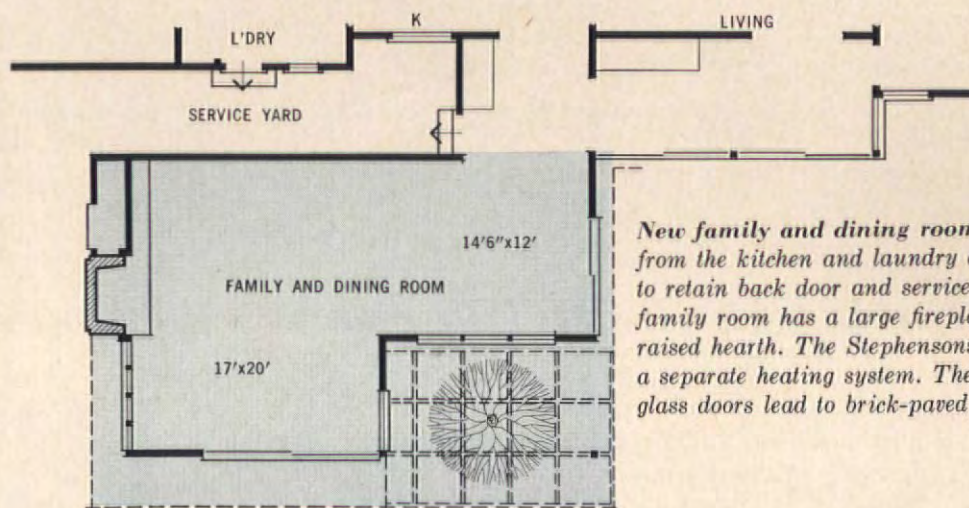 K
LIVING
L'DRY
SERVICE YARD
14'6"x12'
FAMILY AND DINING ROOM
17'x20'
New family and dining room
from the kitchen and laundry
to retain back door and service
family room has a large
raised hearth. The Stephensons
a separate heating system. The
glass doors lead to brick-paved